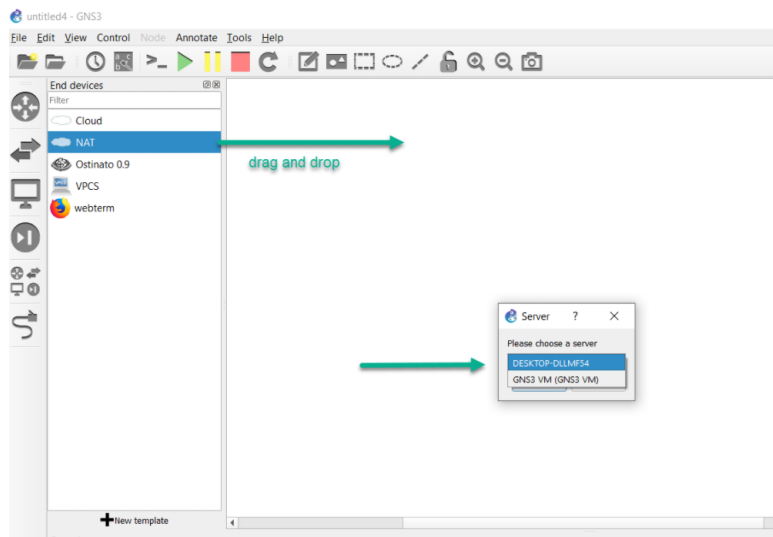 untitled4 - GNS3
File Edit View Control Node Annotate Tools Help
End devices
Filter
Cloud
NAT
Ostinato 0.9
VPCS
webterm
drag and drop
Server ?
Please choose a server
DESKTOP-DLLMFS4
GNS3 VM (GNS3 VM)
New template